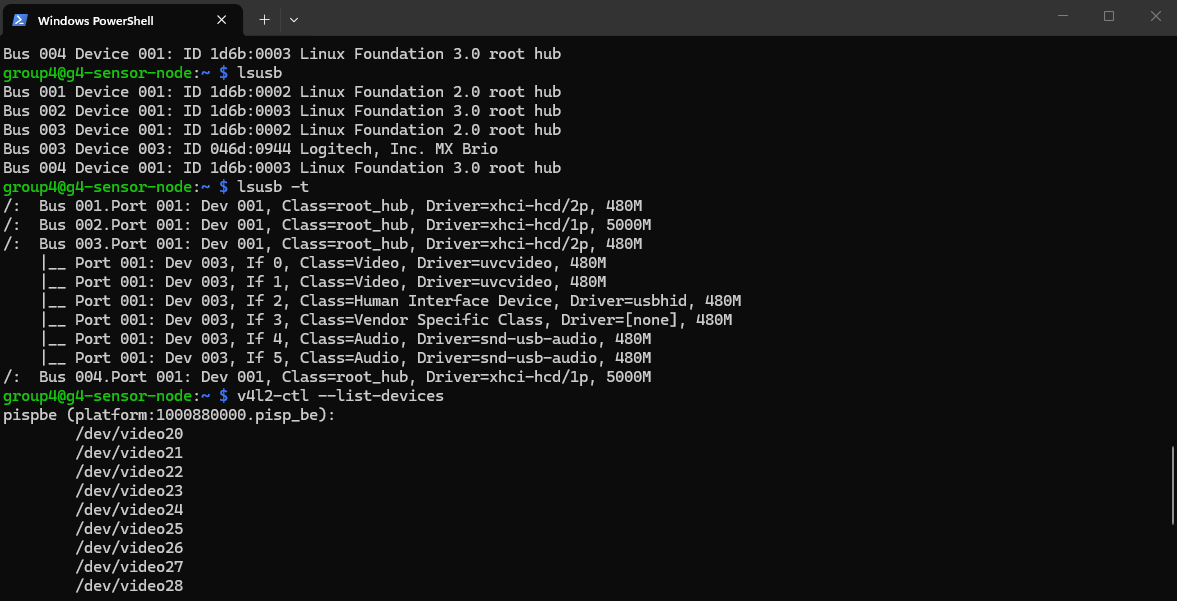 Windows PowerShell
Bus 004 Device 001: ID 1d6b:0003 Linux Foundation 3.0 root hub
group4@g4-sensor-node:~ $ lsusb
Bus 001 Device 001: ID 1d6b:0002 Linux Foundation 2.0 root hub
Bus 002 Device 001: ID 1d6b:0003 Linux Foundation 3.0 root hub
Bus 003 Device 001: ID 1d6b:0002 Linux Foundation 2.0 root hub
Bus 003 Device 003: ID 046d:0944 Logitech, Inc. MX Brio
Bus 004 Device 001: ID 1d6b:0003 Linux Foundation 3.0 root hub
group4@g4-sensor-node:~ $ lsusb -t
/:  Bus 001.Port 001: Dev 001, Class=root_hub, Driver=xhci-hcd/2p, 480M
/:  Bus 002.Port 001: Dev 001, Class=root_hub, Driver=xhci-hcd/1p, 5000M
/:  Bus 003.Port 001: Dev 001, Class=root_hub, Driver=xhci-hcd/2p, 480M
    |__ Port 001: Dev 003, If 0, Class=Video, Driver=uvcvideo, 480M
    |__ Port 001: Dev 003, If 1, Class=Video, Driver=uvcvideo, 480M
    |__ Port 001: Dev 003, If 2, Class=Human Interface Device, Driver=usbhid, 480M
    |__ Port 001: Dev 003, If 3, Class=Vendor Specific Class, Driver=[none], 480M
    |__ Port 001: Dev 003, If 4, Class=Audio, Driver=snd-usb-audio, 480M
    |__ Port 001: Dev 003, If 5, Class=Audio, Driver=snd-usb-audio, 480M
/:  Bus 004.Port 001: Dev 001, Class=root_hub, Driver=xhci-hcd/1p, 5000M
group4@g4-sensor-node:~ $ v4l2-ctl --list-devices
pispbe (platform:1000880000.pisp_be):
        /dev/video20
        /dev/video21
        /dev/video22
        /dev/video23
        /dev/video24
        /dev/video25
        /dev/video26
        /dev/video27
        /dev/video28